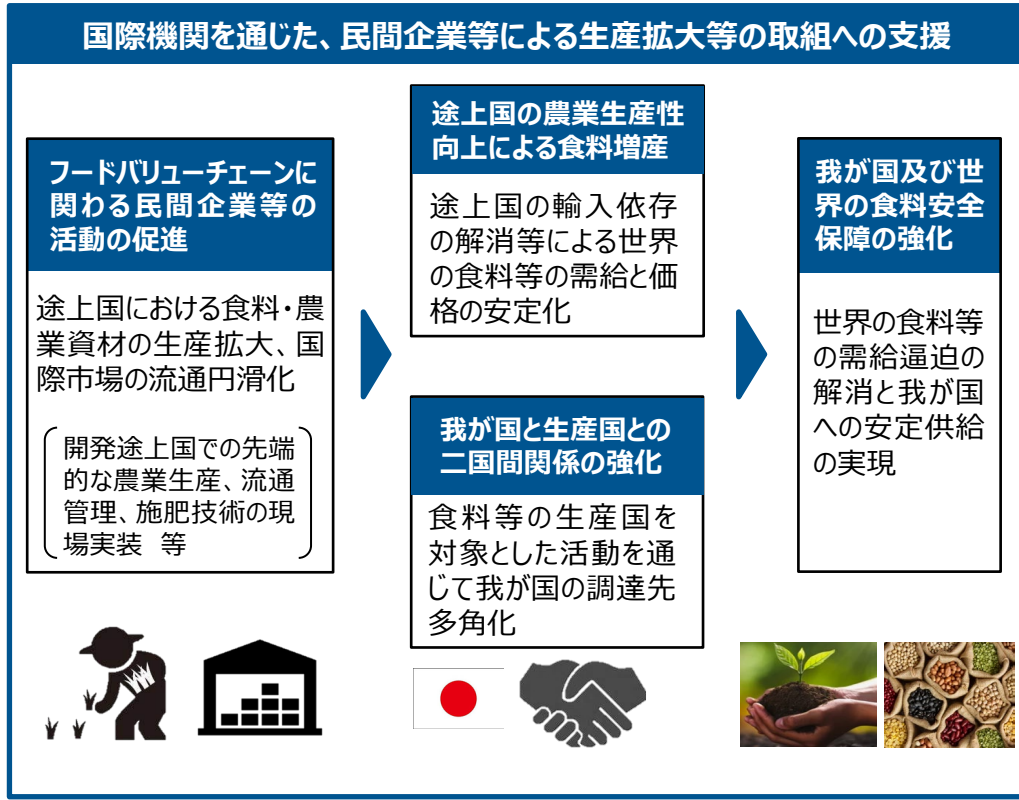 国際機関を通じた、民間企業等による生産拡大等の取組への支援
フードバリューチェーンに
関わる民間企業等の
活動の促進
途上国における食料・農
業資材の生産拡大、国
際市場の流通円滑化
開発途上国での先端
的な農業生産、流通
管理、施肥技術の現
場実装 等
途上国の農業生産性
向上による食料増産
途上国の輸入依存
の解消等による世界
の食料等の需給と価
格の安定化
我が国と生産国との
二国間関係の強化
食料等の生産国を
対象とした活動を通
じて我が国の調達先
多角化
我が国及び世
界の食料安全
保障の強化
世界の食料等
の需給逼迫の
解消と我が国
への安定供給
の実現